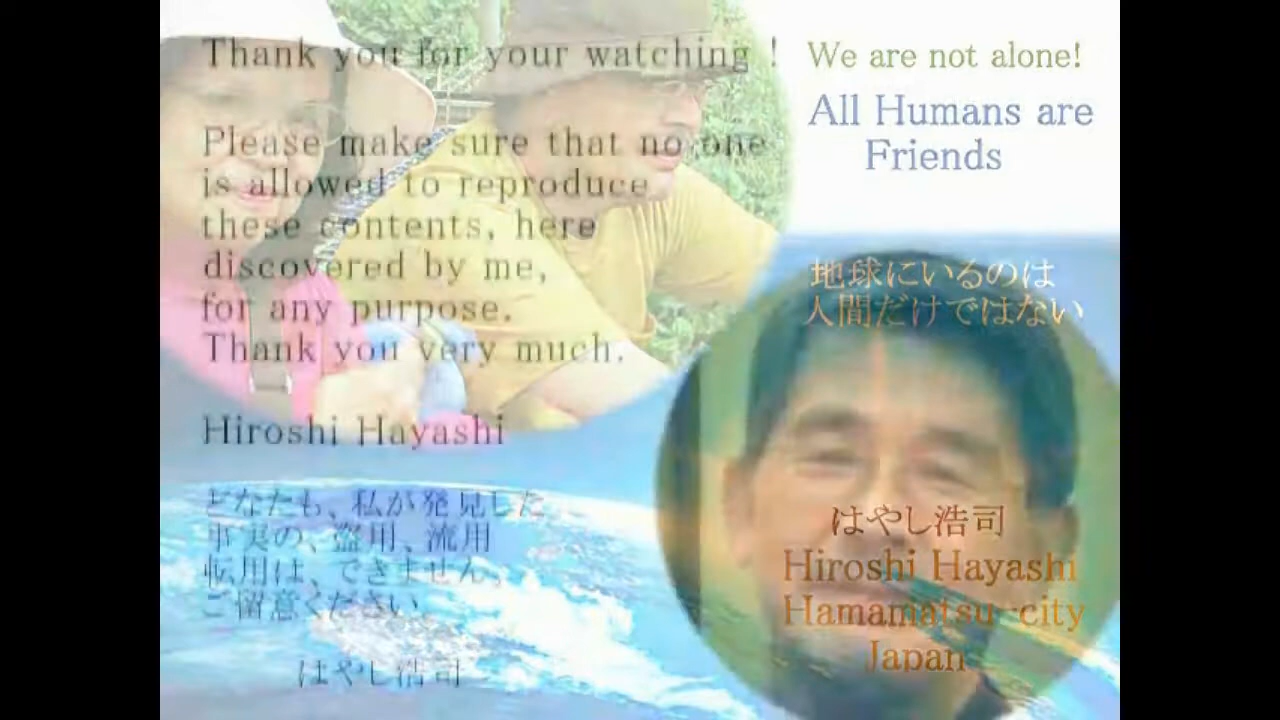 Thank you for your watching !
Please make sure that no one
is allowed to reproduce
these contents, here
discovered by me,
for any purpose.
Thank you very much.
Hiroshi Hayashi
どなたも、私が発見した
事実の、盗用、流用
転用は、できません。
ご留意ください。
はやし浩司
We are not alone!
All Humans are
Friends
地球にいるのは
人間だけではない
はやし浩司
Hiroshi Hayashi
Hamamatsu-city
Japan